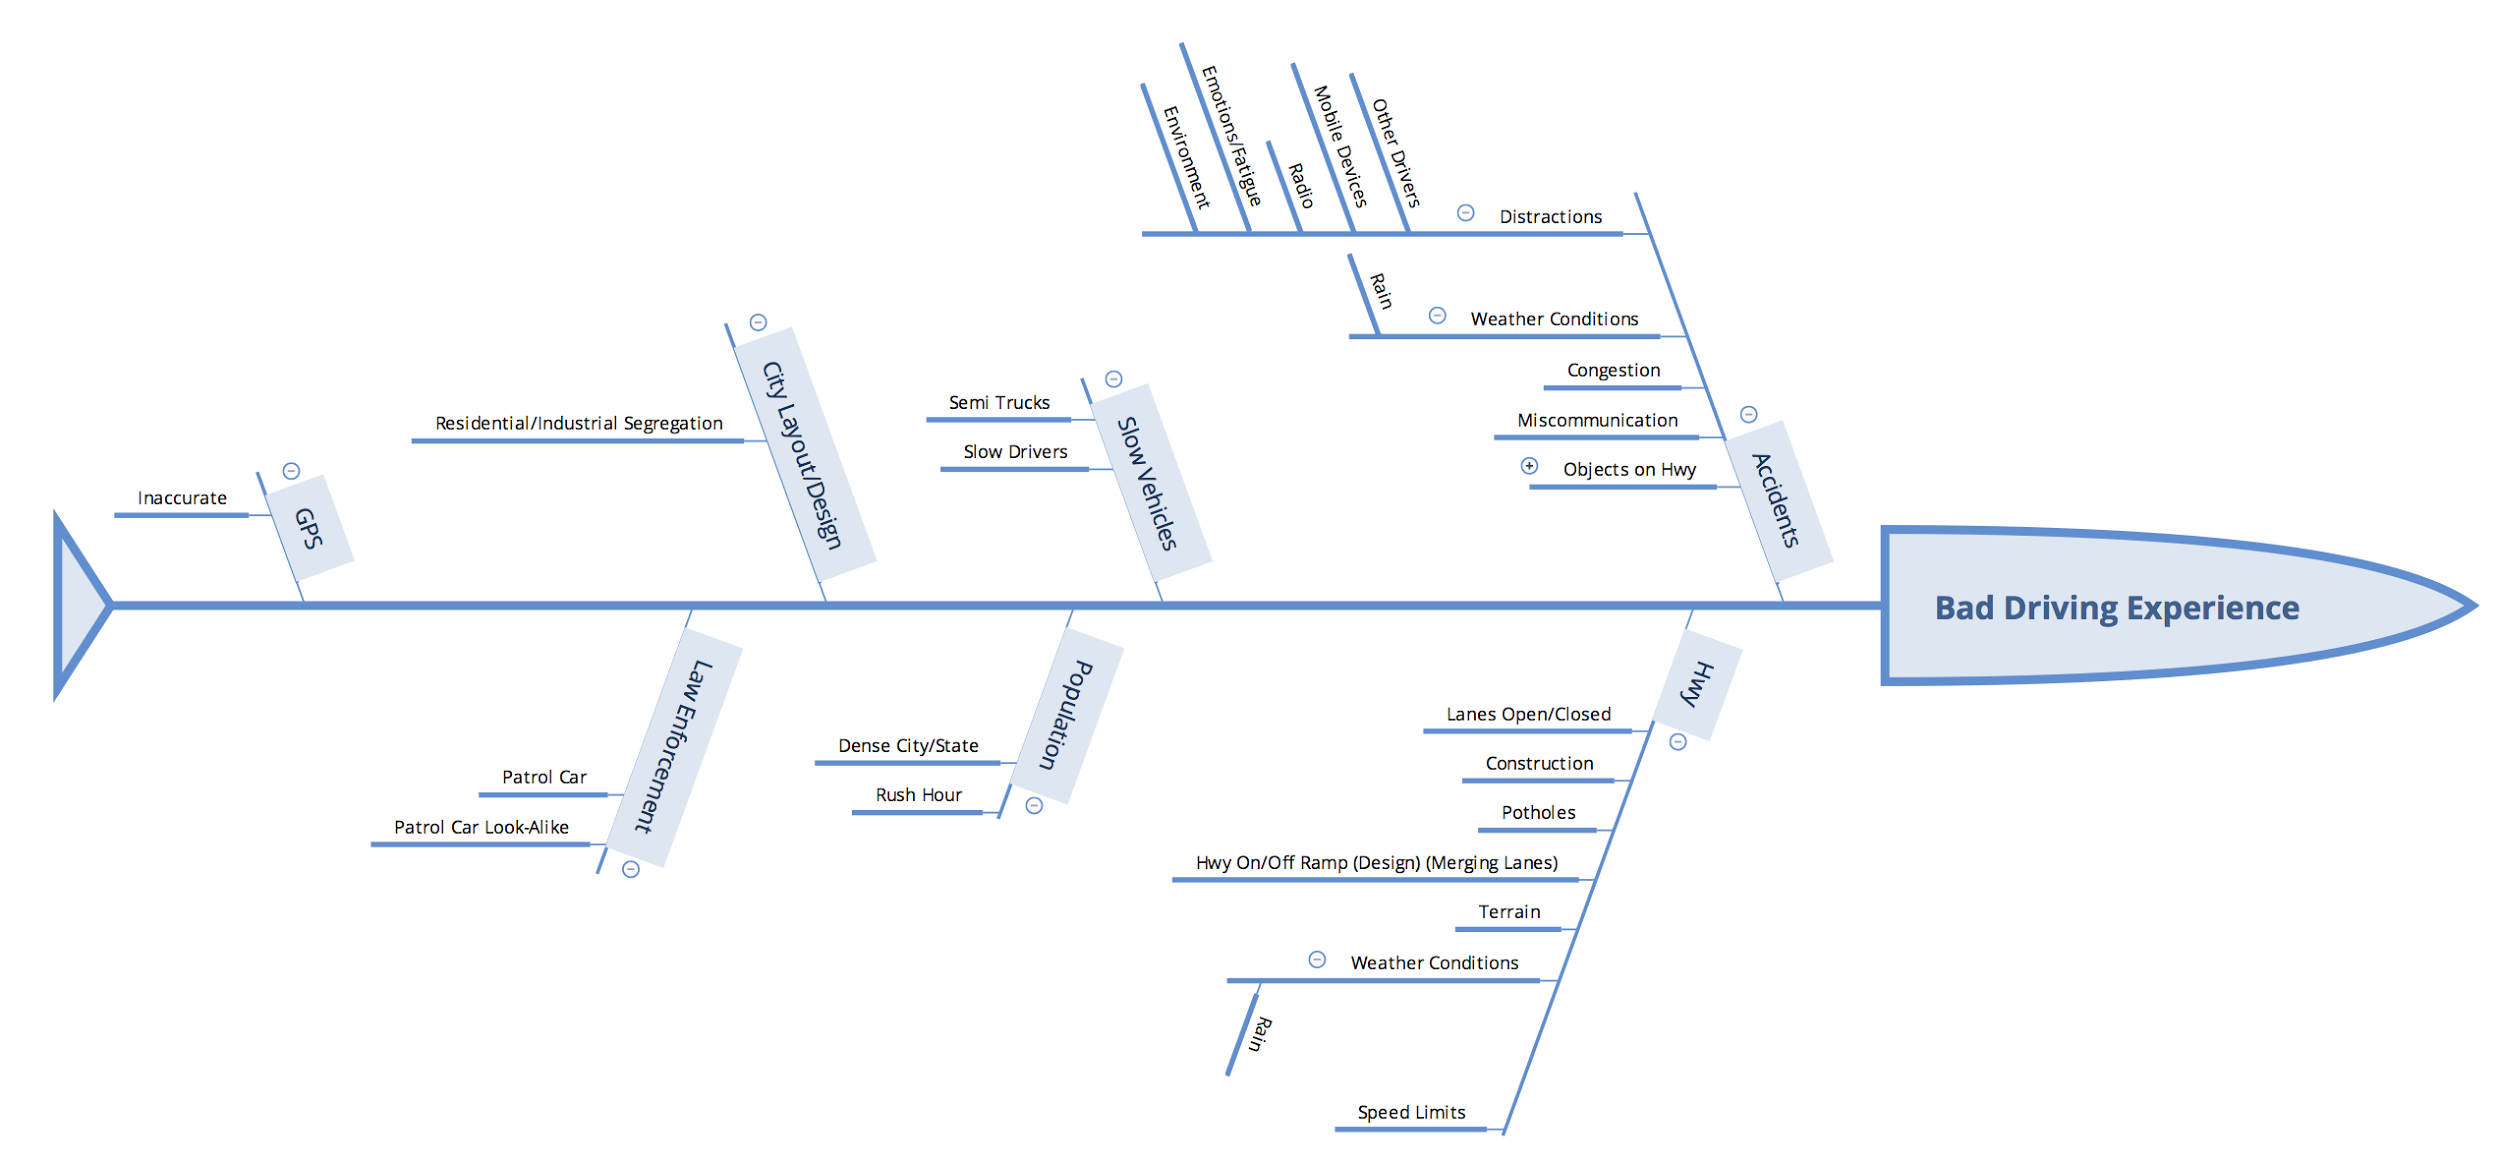 Environment
Emotions/Fatigue
Radio
Mobile Devices
Other Drivers
Distractions
Rain
Weather Conditions
Congestion
Miscommunication
Objects on Hwy
Accidents
Semi Trucks
Slow Drivers
Slow Vehicles
Residential/Industrial Segregation
City Layout/Design
Inaccurate
GPS
Bad Driving Experience
Law Enforcement
Patrol Car
Patrol Car Look-Alike
Population
Dense City/State
Rush Hour
Hwy
Lanes Open/Closed
Construction
Potholes
Hwy On/Off Ramp (Design) (Merging Lanes)
Terrain
Weather Conditions
Rain
Speed Limits